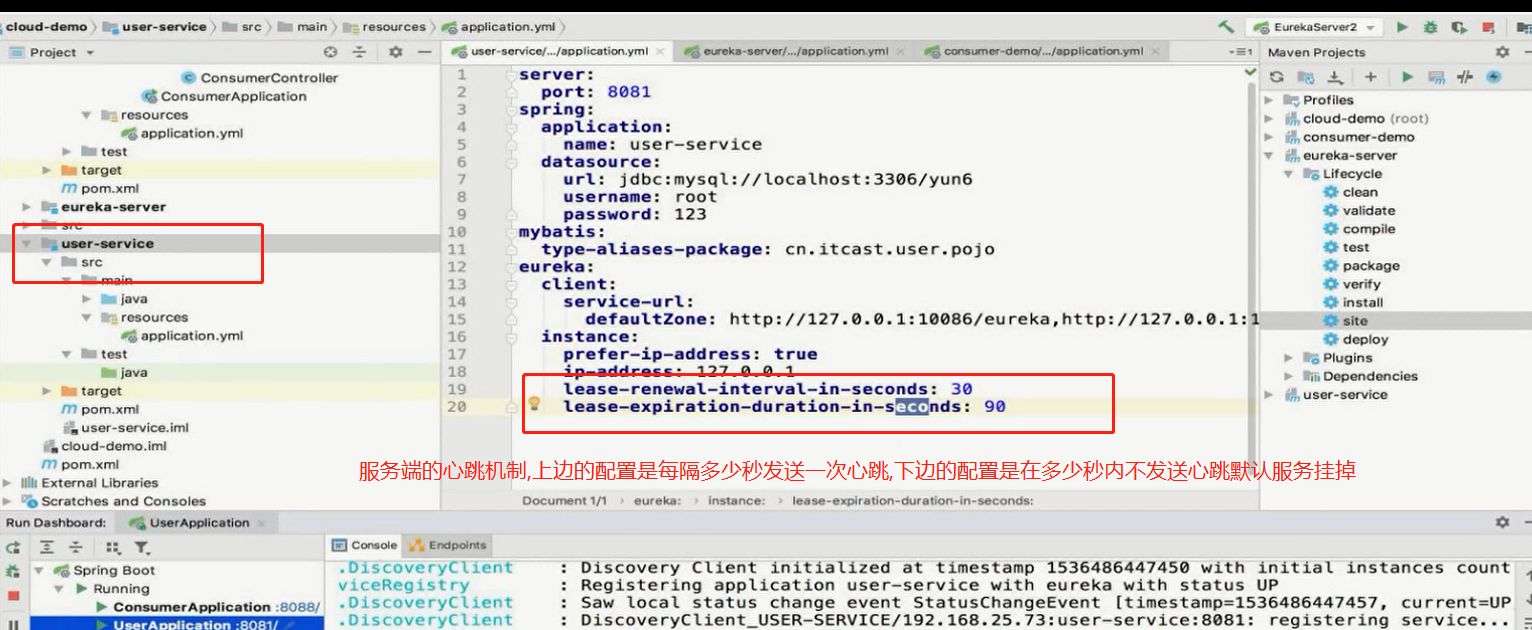 cloud-demo user-service src main resources application.yml EurekaServer2
Project user-service/.../application.yml eureka-server/.../application.yml consumer-demo/.../application.yml Maven Projects
ConsumerController
ConsumerApplication
resources
application.yml
test
target
pom.xml
eureka-server
src
user-service
src
main
java
resources
application.yml
test
java
target
pom.xml
user-service.iml
cloud-demo.iml
pom.xml
External Libraries
Scratches and Consoles
1 server:
2 port: 8081
3 spring:
4 application:
5 name: user-service
6 datasource:
7 url: jdbc:mysql://localhost:3306/yun6
8 username: root
9 password: 123
10 mybatis:
11 type-aliases-package: cn.itcast.user.pojo
12 eureka:
13 client:
14 service-url:
15 defaultZone: http://127.0.0.1:10086/eureka,http://127.0.0.1:1
16 instance:
17 prefer-ip-address: true
18 ip-address: 127.0.0.1
19 lease-renewal-interval-in-seconds: 30
20 lease-expiration-duration-in-seconds: 90
服务端的心跳机制,上边的配置是每隔多少秒发送一次心跳,下边的配置是在多少秒内不发送心跳默认服务挂掉
Document 1/1 › eureka: › instance: › lease-expiration-duration-in-seconds:
Profiles
cloud-demo (root)
consumer-demo
eureka-server
Lifecycle
clean
validate
compile
test
package
verify
install
site
deploy
Plugins
Dependencies
user-service
Run Dashboard: UserApplication
Console Endpoints
Spring Boot
Running
ConsumerApplication :8088/
UserApplication :8081/
.DiscoveryClient : Discovery Client initialized at timestamp 1536486447450 with initial instances count
viceRegistry : Registering application user-service with eureka with status UP
.DiscoveryClient : Saw local status change event StatusChangeEvent [timestamp=1536486447457, current=UP
.DiscoveryClient : DiscoveryClient_USER-SERVICE/192.168.25.73:user-service:8081: registering service...